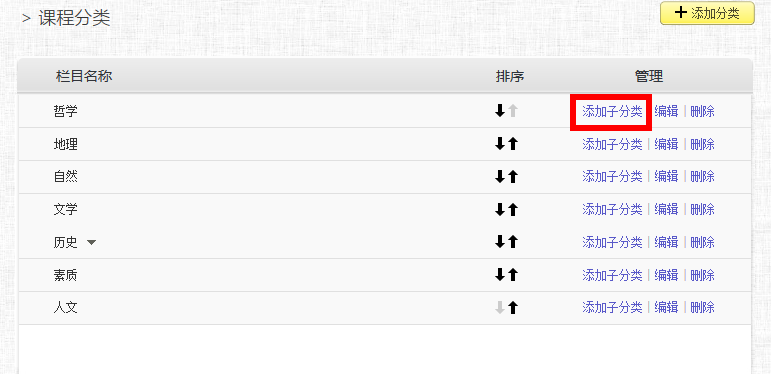 > 课程分类
+ 添加分类
栏目名称 排序 管理
哲学 添加子分类 | 编辑 | 删除
地理 添加子分类 | 编辑 | 删除
自然 添加子分类 | 编辑 | 删除
文学 添加子分类 | 编辑 | 删除
历史 添加子分类 | 编辑 | 删除
素质 添加子分类 | 编辑 | 删除
人文 添加子分类 | 编辑 | 删除